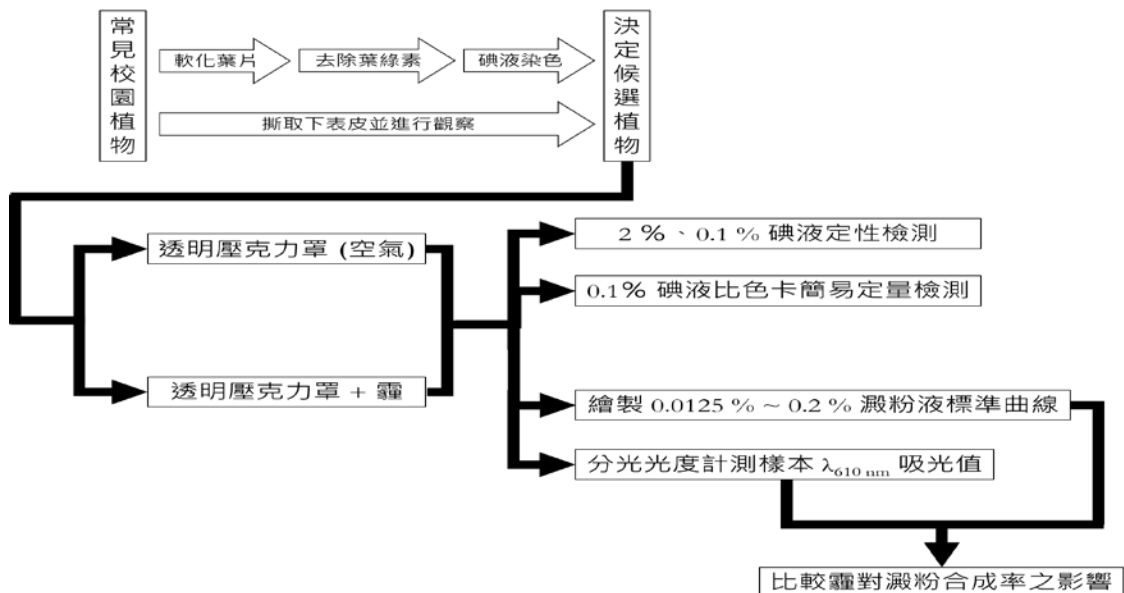 常見校園植物
軟化葉片
去除葉綠素
碘液染色
撕取下表皮並進行觀察
決定候選植物
透明壓克力罩 (空氣)
透明壓克力罩 + 霾
2 %、0.1 % 碘液定性檢測
0.1% 碘液比色卡簡易定量檢測
繪製 0.0125 % ~ 0.2 % 澱粉液標準曲線
分光光度計測樣本 λ610 nm 吸光值
比較霾對澱粉合成率之影響